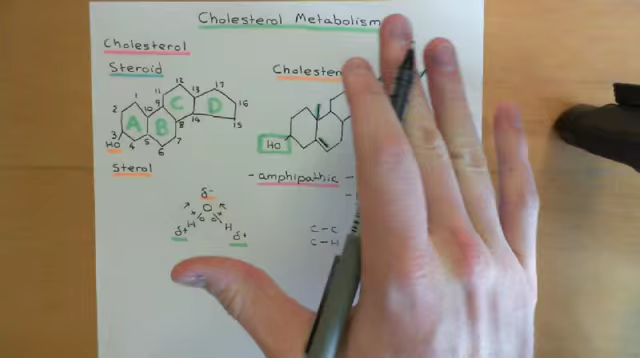 Cholesterol Metabolism
Cholesterol
Steroid
12
11 13 17
1 C D 16
2 10 9 14 15
A B 8
3 5 7
HO 4 6
Sterol
HO
- amphipathic -
δ-
O
H H
δ+ δ+
C-C
C-H